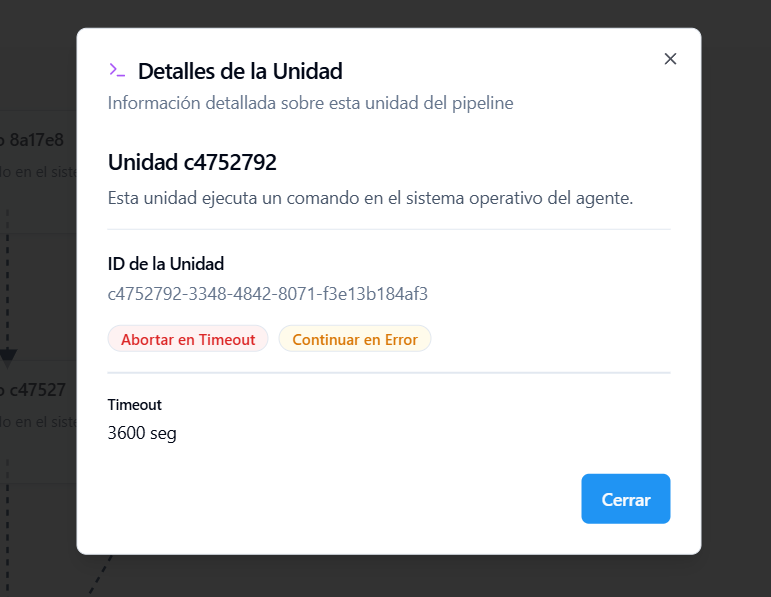 >_ Detalles de la Unidad
Información detallada sobre esta unidad del pipeline
Unidad c4752792
Esta unidad ejecuta un comando en el sistema operativo del agente.
ID de la Unidad
c4752792-3348-4842-8071-f3e13b184af3
Abortar en Timeout
Continuar en Error
Timeout
3600 seg
Cerrar
o 8a17e8
do en el siste
o c47527
do en el siste